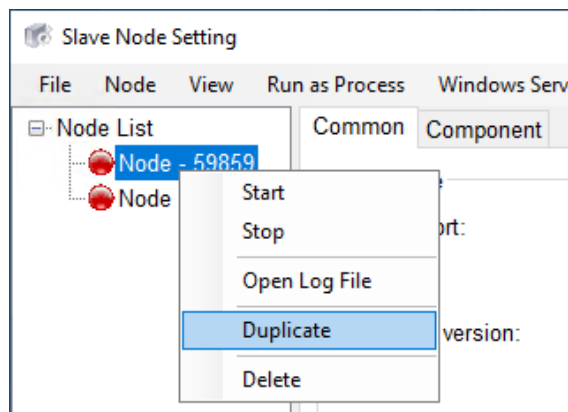 Slave Node Setting
File Node View Run as Process Windows Serv
Node List
Common Component
Node - 59859
Node
Start
Stop
ort:
Open Log File
Duplicate
version:
Delete